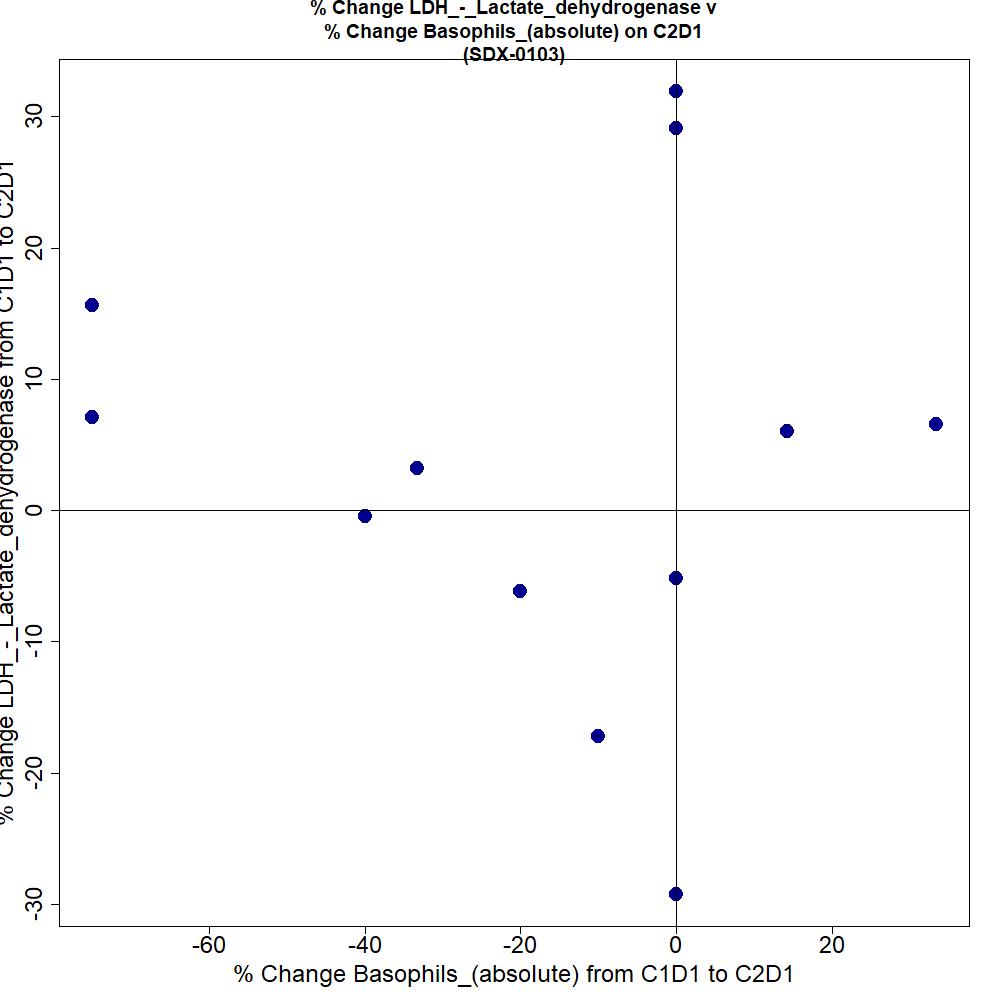 % Change LDH_-_Lactate_dehydrogenase v
% Change Basophils_(absolute) on C2D1
(SDX-0103)
% Change LDH_-_Lactate_dehydrogenase from C1D1 to C2D1
30
20
10
0
-10
-20
-30
-60
-40
-20
0
20
% Change Basophils_(absolute) from C1D1 to C2D1